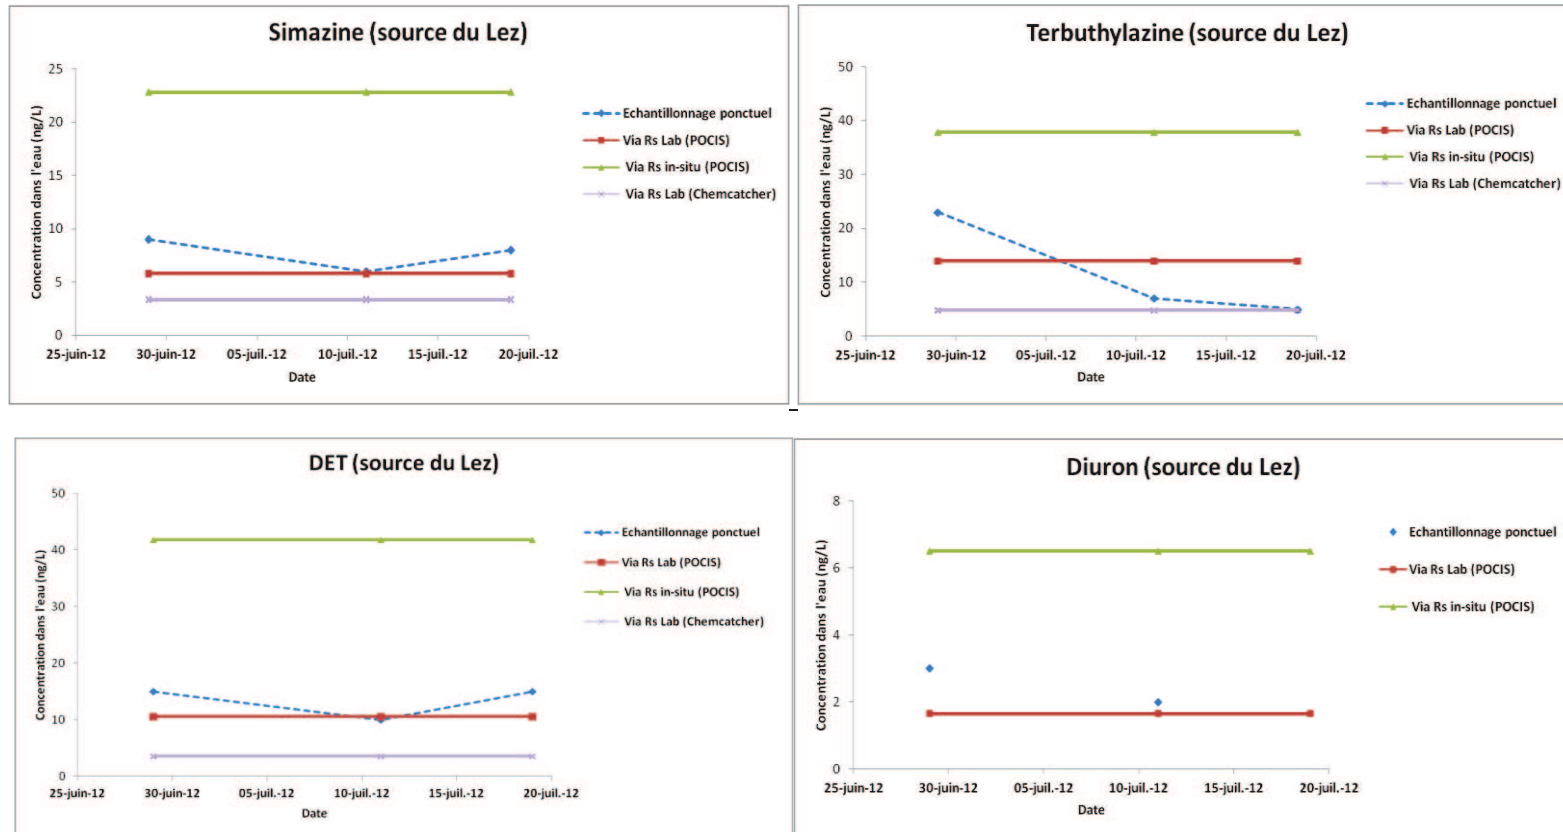 Simazine (source du Lez)
Concentration dans l'eau (ng/L)
25
20
15
10
5
0
25-juin-12 30-juin-12 05-juil.-12 10-juil.-12 15-juil.-12 20-juil.-12
Date
Echantillonnage ponctuel
Via Rs Lab (POCIS)
Via Rs in-situ (POCIS)
Via Rs Lab (Chemcatcher)
Terbuthylazine (source du Lez)
Concentration dans l'eau (ng/L)
50
40
30
20
10
0
25-juin-12 30-juin-12 05-juil.-12 10-juil.-12 15-juil.-12 20-juil.-12
Date
Echantillonnage ponctuel
Via Rs Lab (POCIS)
Via Rs in-situ (POCIS)
Via Rs Lab (Chemcatcher)
DET (source du Lez)
Concentration dans l'eau (ng/L)
50
40
30
20
10
0
25-juin-12 30-juin-12 05-juil.-12 10-juil.-12 15-juil.-12 20-juil.-12
Date
Echantillonnage ponctuel
Via Rs Lab (POCIS)
Via Rs in-situ (POCIS)
Via Rs Lab (Chemcatcher)
Diuron (source du Lez)
Concentration dans l'eau (ng/L)
8
6
4
2
0
25-juin-12 30-juin-12 05-juil.-12 10-juil.-12 15-juil.-12 20-juil.-12
Date
Echantillonnage ponctuel
Via Rs Lab (POCIS)
Via Rs in-situ (POCIS)